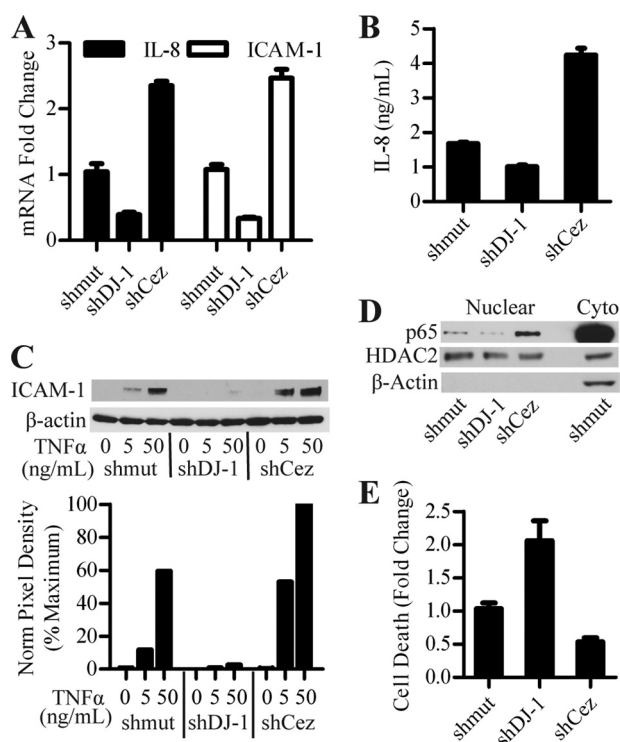 A
IL-8 ICAM-1
mRNA Fold Change
3
2
1
0
shmut shDJ-1 shCez shmut shDJ-1 shCez
B
IL-8 (ng/mL)
5
4
3
2
1
0
shmut shDJ-1 shCez
C
ICAM-1
β-actin
TNFα 0 5 50 0 5 50 0 5 50
(ng/mL) shmut shDJ-1 shCez
Norm Pixel Density
(% Maximum)
100
80
60
40
20
0
TNFα 0 5 50 0 5 50 0 5 50
(ng/mL) shmut shDJ-1 shCez
D
Nuclear Cyto
p65
HDAC2
β-Actin
shmut shDJ-1 shCez shmut
E
Cell Death (Fold Change)
2.5
2.0
1.5
1.0
0.5
0
shmut shDJ-1 shCez